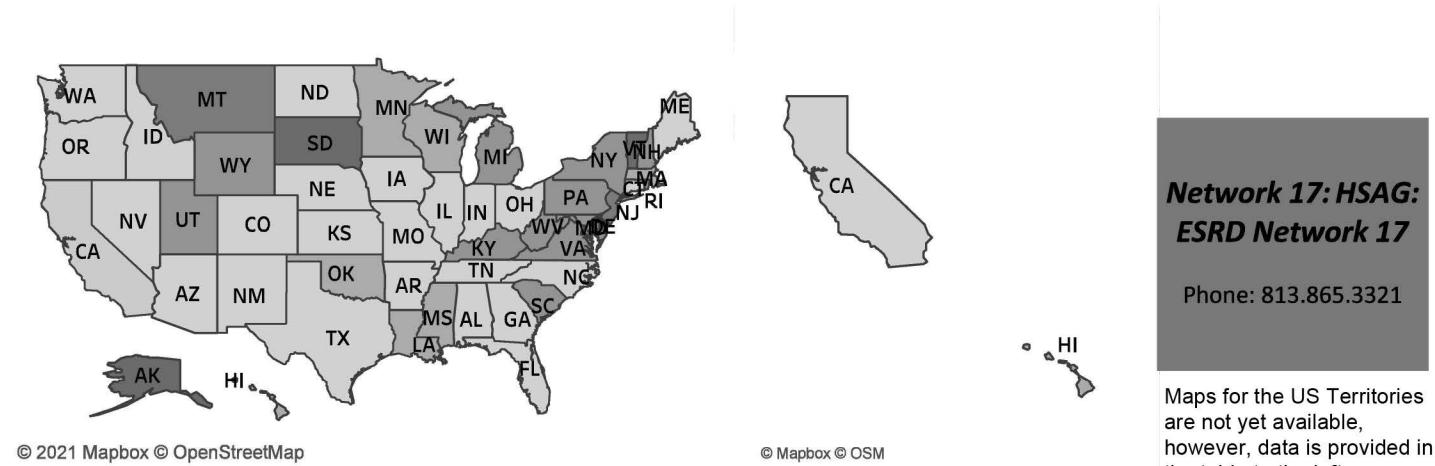 WA
MT
ND
MN
ME
OR
ID
SD
WI
MI
NY
VT
NH
WY
MA
CT
RI
NE
IA
PA
NJ
NV
UT
CO
IL
IN
OH
WV
MD
DE
CA
KS
MO
KY
VA
OK
TN
NC
AZ
NM
AR
SC
MS
AL
GA
TX
LA
FL
AK
HI
© 2021 Mapbox © OpenStreetMap
CA
HI
© Mapbox © OSM
Network 17: HSAG:
ESRD Network 17
Phone: 813.865.3321
Maps for the US Territories
are not yet available,
however, data is provided in